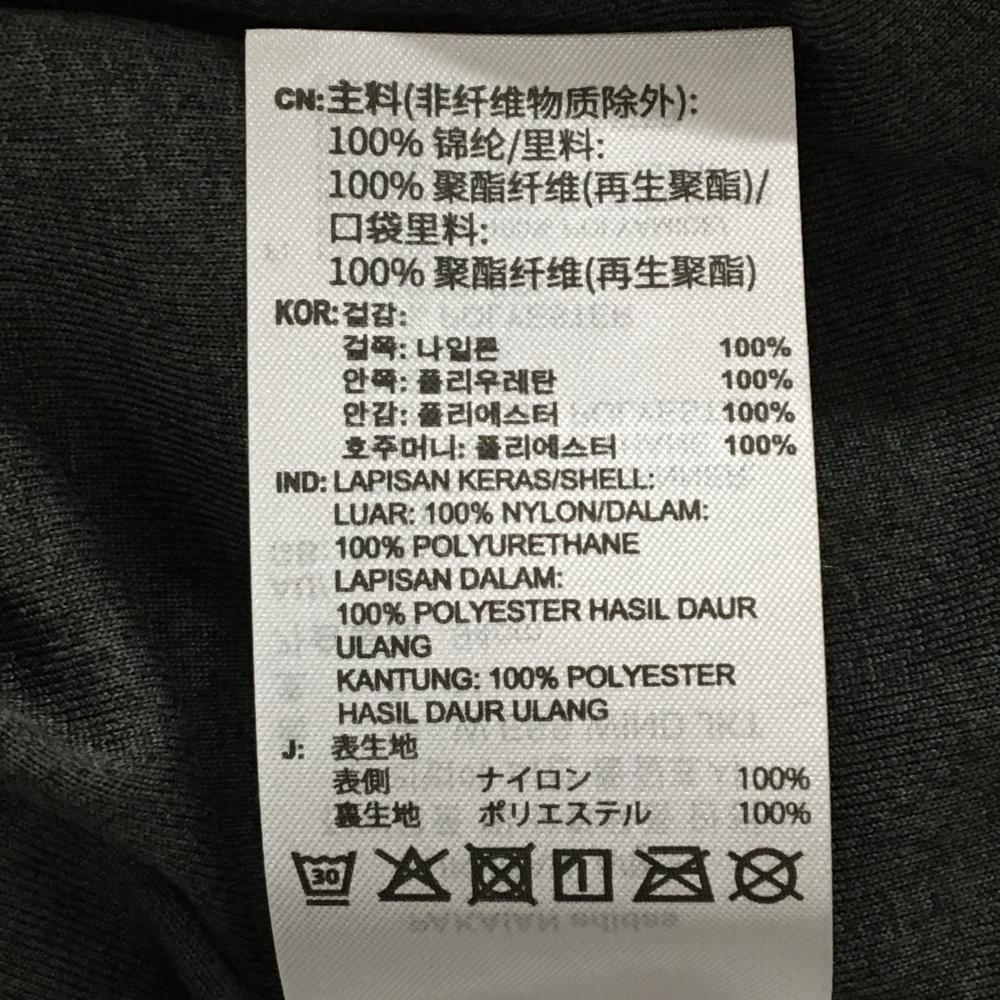 CN:主料(非纤维物质除外):
100% 锦纶/里料:
100% 聚酯纤维(再生聚酯)/
口袋里料:
100% 聚酯纤维(再生聚酯)
KOR:겉감:
겉쪽: 나일론 100%
안쪽: 폴리우레탄 100%
안감: 폴리에스터 100%
호주머니: 폴리에스터 100%
IND: LAPISAN KERAS/SHELL:
LUAR: 100% NYLON/DALAM:
100% POLYURETHANE
LAPISAN DALAM:
100% POLYESTER HASIL DAUR
ULANG
KANTUNG: 100% POLYESTER
HASIL DAUR ULANG
J: 表生地
表側 ナイロン 100%
裏生地 ポリエステル 100%
30
PAKAIAN adidas